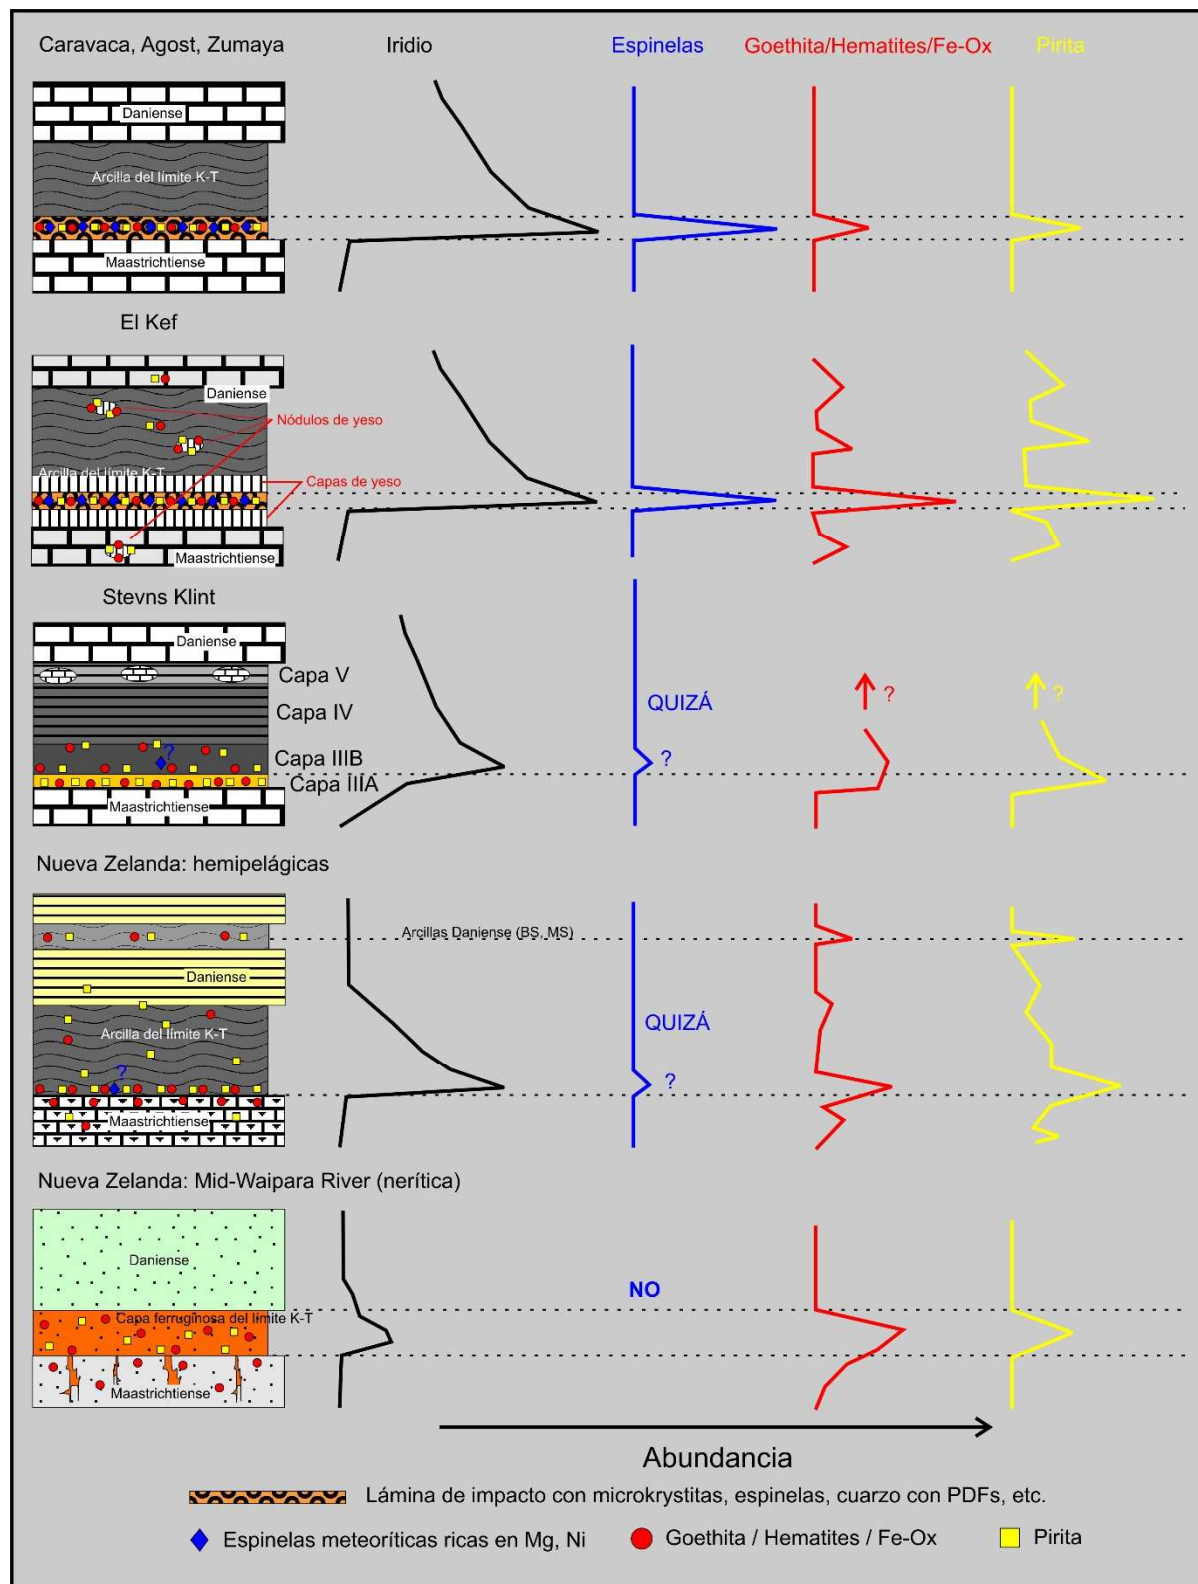 Caravaca, Agost, Zumaya
Iridio
Espinelas
Goethita/Hematites/Fe-Ox
Pirita
Daniense
Arcilla del límite K-T
Maastrichtiense
El Kef
Daniense
Nódulos de yeso
Arcilla del límite K-T
Capas de yeso
Maastrichtiense
Stevns Klint
Daniense
Capa V
Capa IV
Capa IIIB
Capa IIIA
Maastrichtiense
?
QUIZÁ
?
?
?
Nueva Zelanda: hemipelágicas
Arcillas Daniense (BS, MS)
Daniense
Arcilla del límite K-T
?
Maastrichtiense
QUIZÁ
?
Nueva Zelanda: Mid-Waipara River (nerítica)
Daniense
Capa ferruginosa del límite K-T
Maastrichtiense
NO
Abundancia
Lámina de impacto con microkrystitas, espinelas, cuarzo con PDFs, etc.
Espinelas meteoríticas ricas en Mg, Ni
Goethita / Hematites / Fe-Ox
Pirita